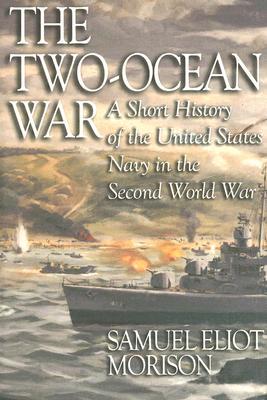 THE
TWO-OCEAN
WAR
A Short History
of the United States
Navy in the
Second World War
SAMUEL ELIOT
MORISON